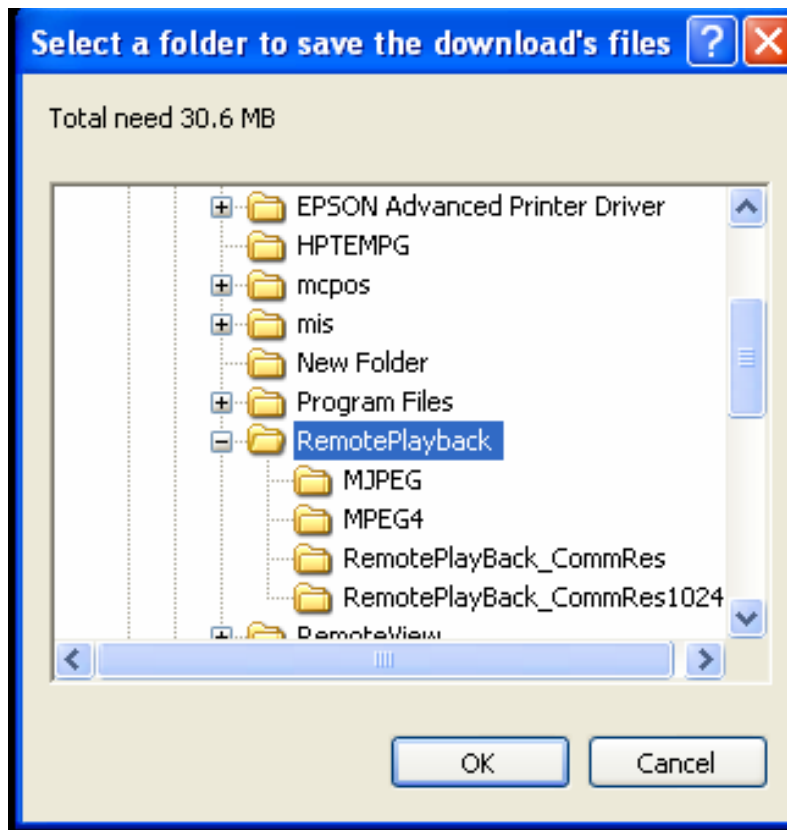 Select a folder to save the download's files
Total need 30.6 MB
EPSON Advanced Printer Driver
HPTEMPG
mcpos
mis
New Folder
Program Files
RemotePlayback
MJPEG
MPEG4
RemotePlayBack_CommRes
RemotePlayBack_CommRes1024
RemoteView
OK Cancel